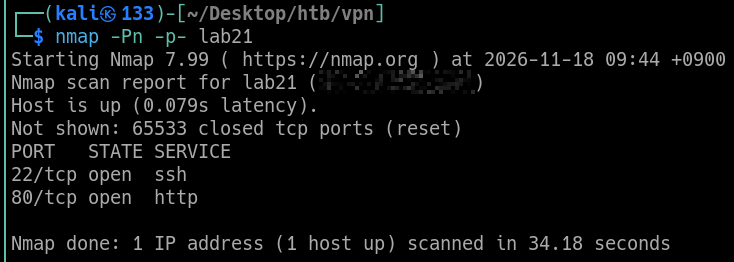 ┌──(kali㉿133)-[~/Desktop/htb/vpn]
└─$ nmap -Pn -p- lab21
Starting Nmap 7.99 ( https://nmap.org ) at 2026-11-18 09:44 +0900
Nmap scan report for lab21 ( )
Host is up (0.079s latency).
Not shown: 65533 closed tcp ports (reset)
PORT   STATE SERVICE
22/tcp open  ssh
80/tcp open  http
Nmap done: 1 IP address (1 host up) scanned in 34.18 seconds